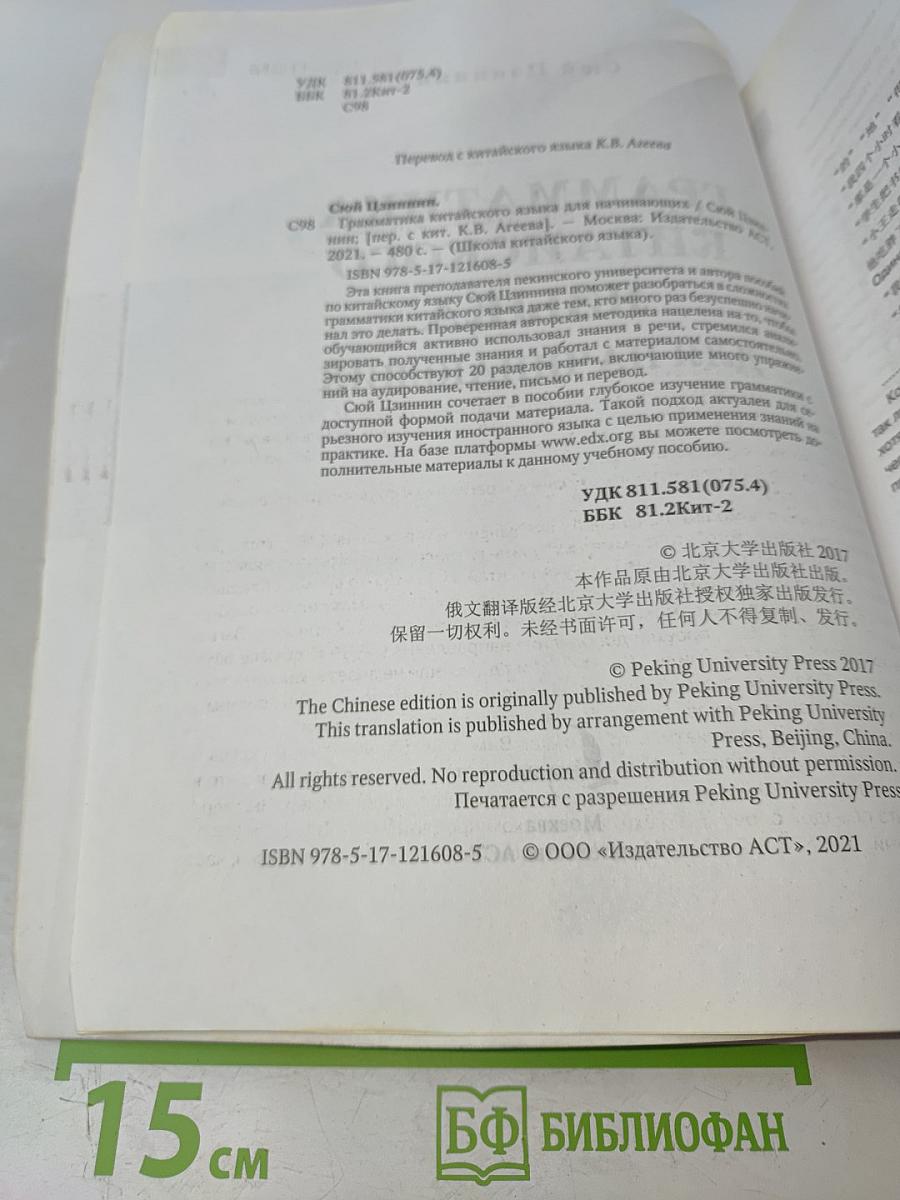 УДК 811.581(075.4)
ББК 81.2Кит-2
С98
Перевод с китайского языка К.В. Агеева
Сюй Цзиннин.
С98 Грамматика китайского языка для начинающих / Сюй Цзин-
нин; [пер. с кит. К.В. Агеева]. — Москва: Издательство АСТ,
2021. — 480 с. — (Школа китайского языка).
ISBN 978-5-17-121608-5
Эта книга преподавателя пекинского университета и автора пособий
по китайскому языку Сюй Цзиннина поможет разобраться в сложностях
грамматики китайского языка даже тем, кто много раз безуспешно начи-
нал это делать. Проверенная авторская методика нацелена на то, чтобы
обучающийся активно использовал знания в речи, стремился анали-
зировать полученные знания и работал с материалом самостоятельно.
Этому способствуют 20 разделов книги, включающие много упражне-
ний на аудирование, чтение, письмо и перевод.
Сюй Цзиннин сочетает в пособии глубокое изучение грамматики с
доступной формой подачи материала. Такой подход актуален для се-
рьезного изучения иностранного языка с целью применения знаний на
практике. На базе платформы www.edx.org вы можете посмотреть до-
полнительные материалы к данному учебному пособию.
УДК 811.581(075.4)
ББК 81.2Кит-2
© 北京大学出版社 2017
本作品原由北京大学出版社出版。
俄文翻译版经北京大学出版社授权独家出版发行。
保留一切权利。未经书面许可，任何人不得复制、发行。
© Peking University Press 2017
The Chinese edition is originally published by Peking University Press.
This translation is published by arrangement with Peking University
Press, Beijing, China.
All rights reserved. No reproduction and distribution without permission.
Печатается с разрешения Peking University Press
ISBN 978-5-17-121608-5 © ООО «Издательство АСТ», 2021
15 см
БФ БИБЛИОФАН